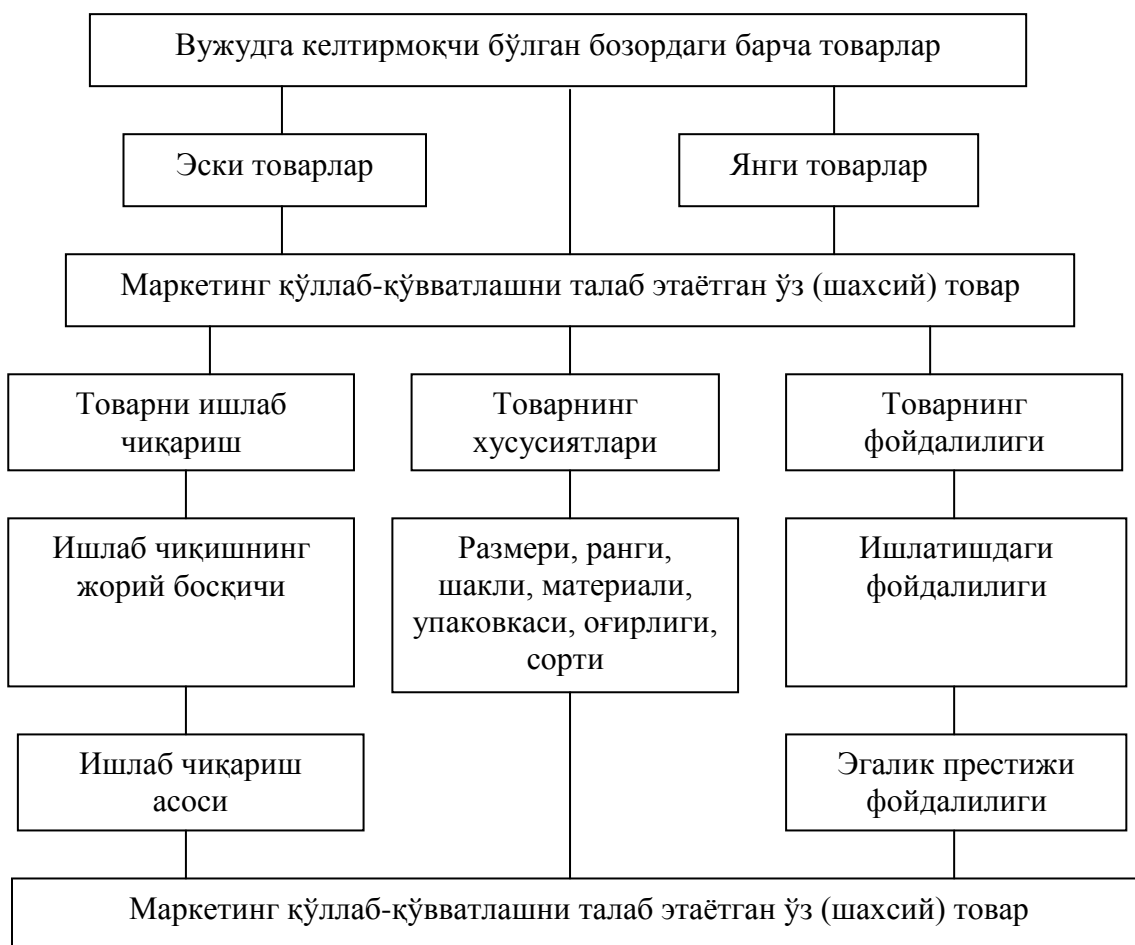 Вужудга келтирмоқчи бўлган бозордаги барча товарлар
Эски товарлар
Янги товарлар
Маркетинг қўллаб-қўвватлашни талаб этаётган ўз (шахсий) товар
Товарни ишлаб
чиқариш
Товарнинг
хусусиятлари
Товарнинг
фойдалилиги
Ишлаб чиқишнинг
жорий босқичи
Размери, ранги,
шакли, материали,
упаковкаси, оғирлиги,
сорти
Ишлатишдаги
фойдалилиги
Ишлаб чиқариш
асоси
Эгалик престижи
фойдалилиги
Маркетинг қўллаб-қўвватлашни талаб этаётган ўз (шахсий) товар